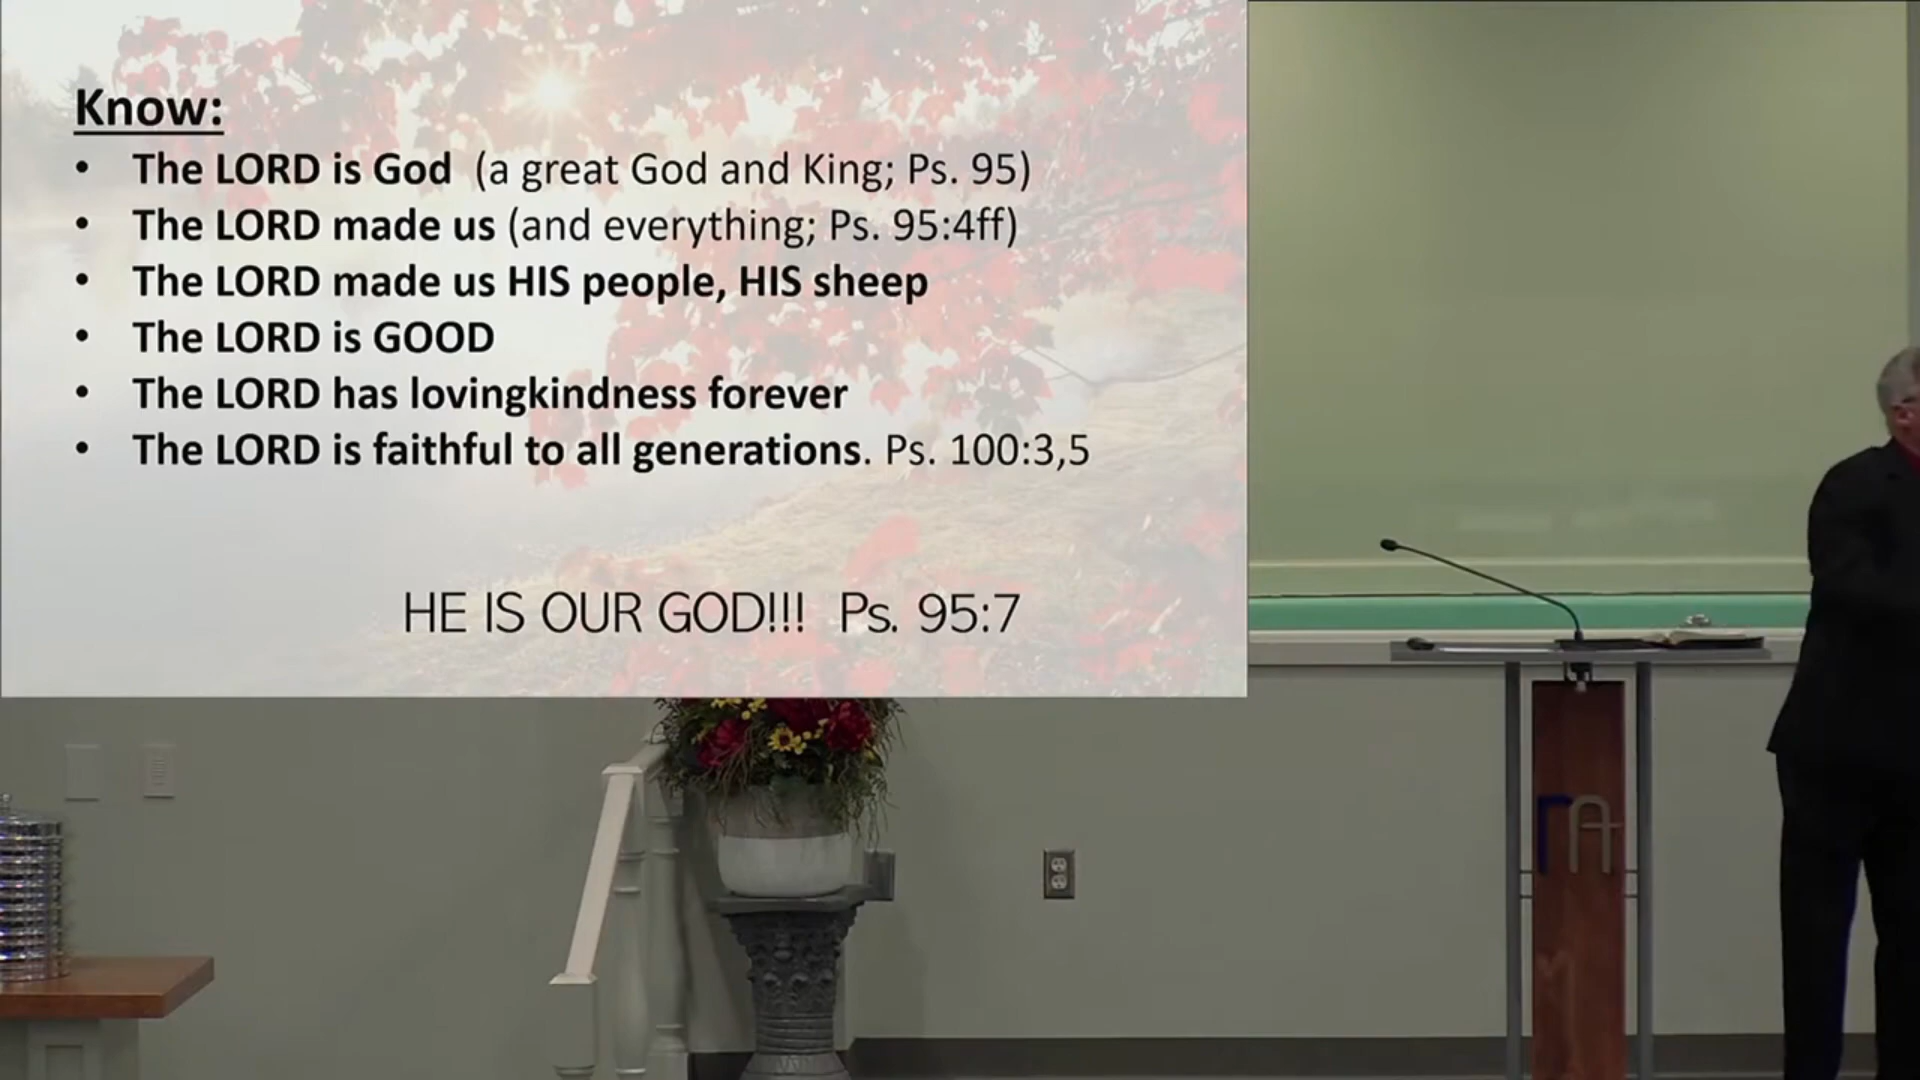 Know:
• The LORD is God (a great God and King; Ps. 95)
• The LORD made us (and everything; Ps. 95:4ff)
• The LORD made us HIS people, HIS sheep
• The LORD is GOOD
• The LORD has lovingkindness forever
• The LORD is faithful to all generations. Ps. 100:3,5
HE IS OUR GOD!!! Ps. 95:7